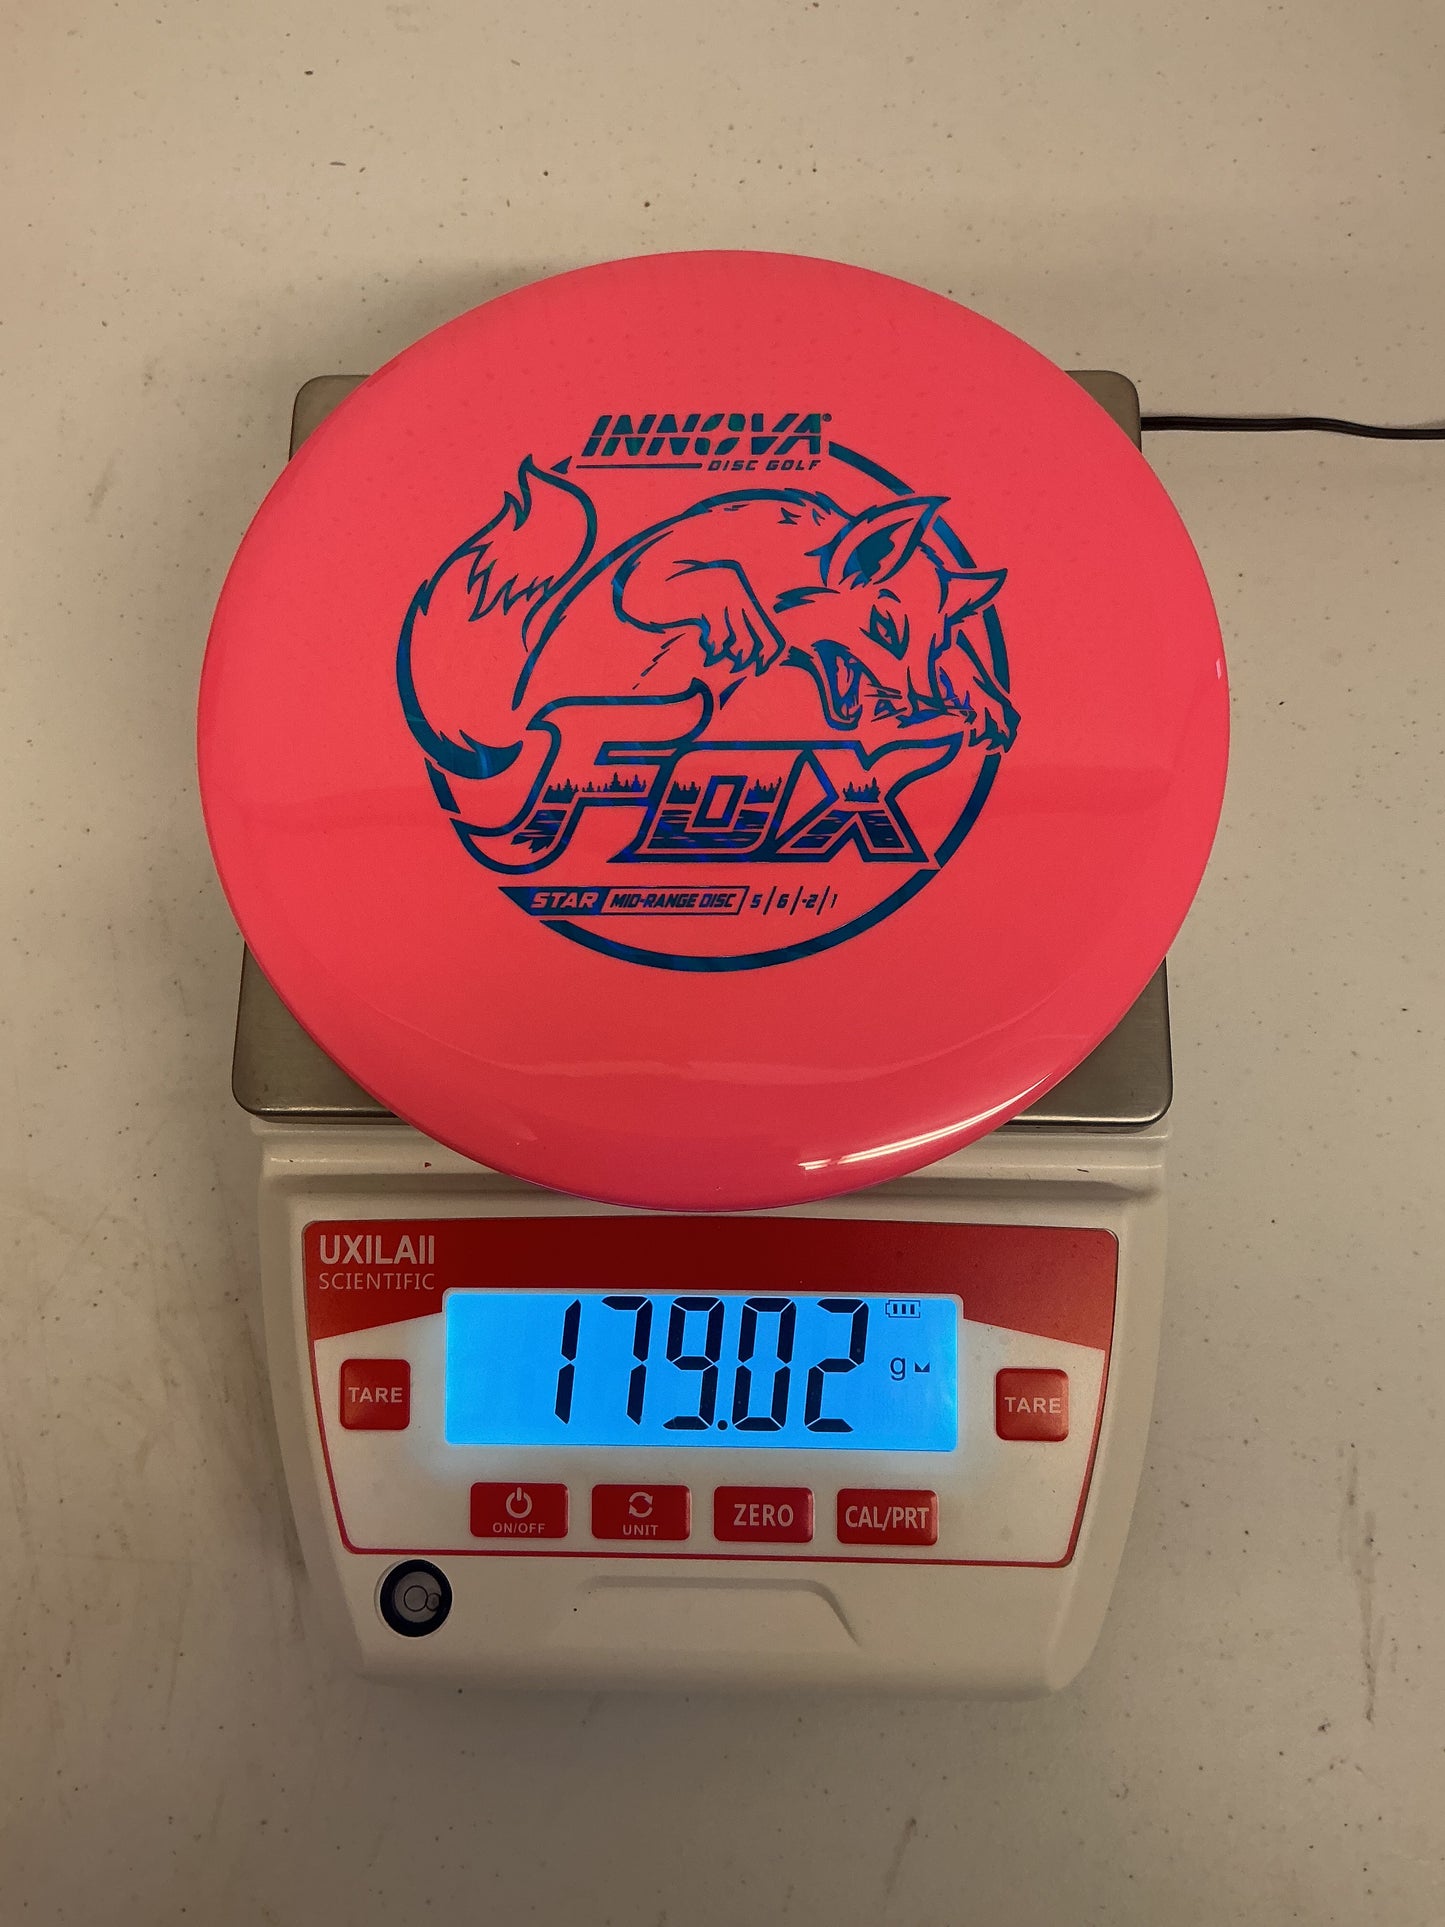 INNOVA®
DISC GOLF
FOX
STAR MID-RANGE DISC 5/6/-2/1
UXILAII
SCIENTIFIC
179.02 g
TARE
TARE
ON/OFF
UNIT
ZERO
CAL/PRT